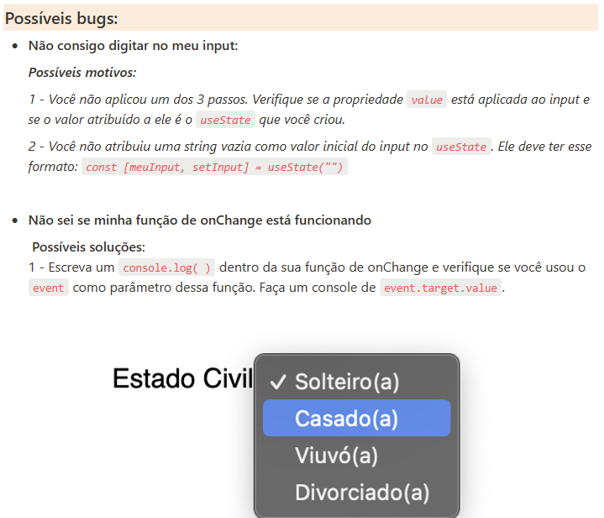 Possíveis bugs:
Não consigo digitar no meu input:
Possíveis motivos:
1 - Você não aplicou um dos 3 passos. Verifique se a propriedade value está aplicada ao input e
se o valor atribuído a ele é o useState que você criou.
2 - Você não atribuiu uma string vazia como valor inicial do input no useState. Ele deve ter esse
formato: const [meuInput, setInput] = useState("")
Não sei se minha função de onChange está funcionando
Possíveis soluções:
1 - Escreva um console.log( ) dentro da sua função de onChange e verifique se você usou o
event como parâmetro dessa função. Faça um console de event.target.value.
Estado Civil
✓ Solteiro(a)
Casado(a)
Viuvó(a)
Divorciado(a)